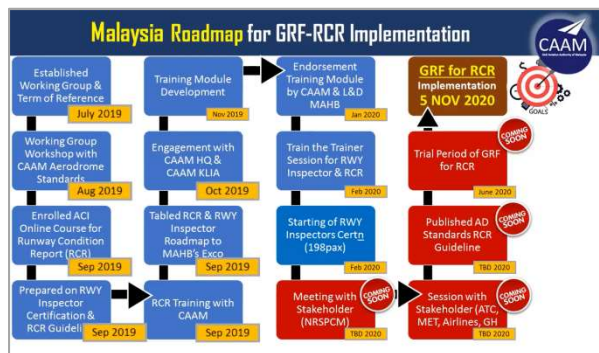 Malaysia Roadmap for GRF-RCR Implementation
CAAM
Established
Working Group &
Term of Reference
July 2019
Working Group
Workshop with
CAAM Aerodrome
Standards
Aug 2019
Enrolled ACI
Online Course for
Runway Condition
Report (RCR)
Sep 2019
Prepared on RWY
Inspector
Certification &
RCR Guideline
Sep 2019
RCR Training with
CAAM
Sep 2019
Tabled RCR & RWY
Inspector
Roadmap to
MAHB's Exco
Sep 2019
Engagement with
CAAM HQ &
CAAM KLIA
Oct 2019
Training Module
Development
Nov 2019
Endorsement
Training Module
by CAAM & L&D
MAHB
Jan 2020
Train the Trainer
Session for RWY
Inspector & RCR
Feb 2020
Starting of RWY
Inspectors Certn
(198pax)
Feb 2020
COMING SOON
Meeting with
Stakeholder
(NRSPCM)
TBD 2020
COMING SOON
Session with
Stakeholder (ATC,
MET, Airlines, GH
TBD 2020
COMING SOON
Published AD
Standards RCR
Guideline
TBD 2020
COMING SOON
Trial Period of GRF
for RCR
June 2020
GRF for RCR
Implementation
5 NOV 2020
GOALS